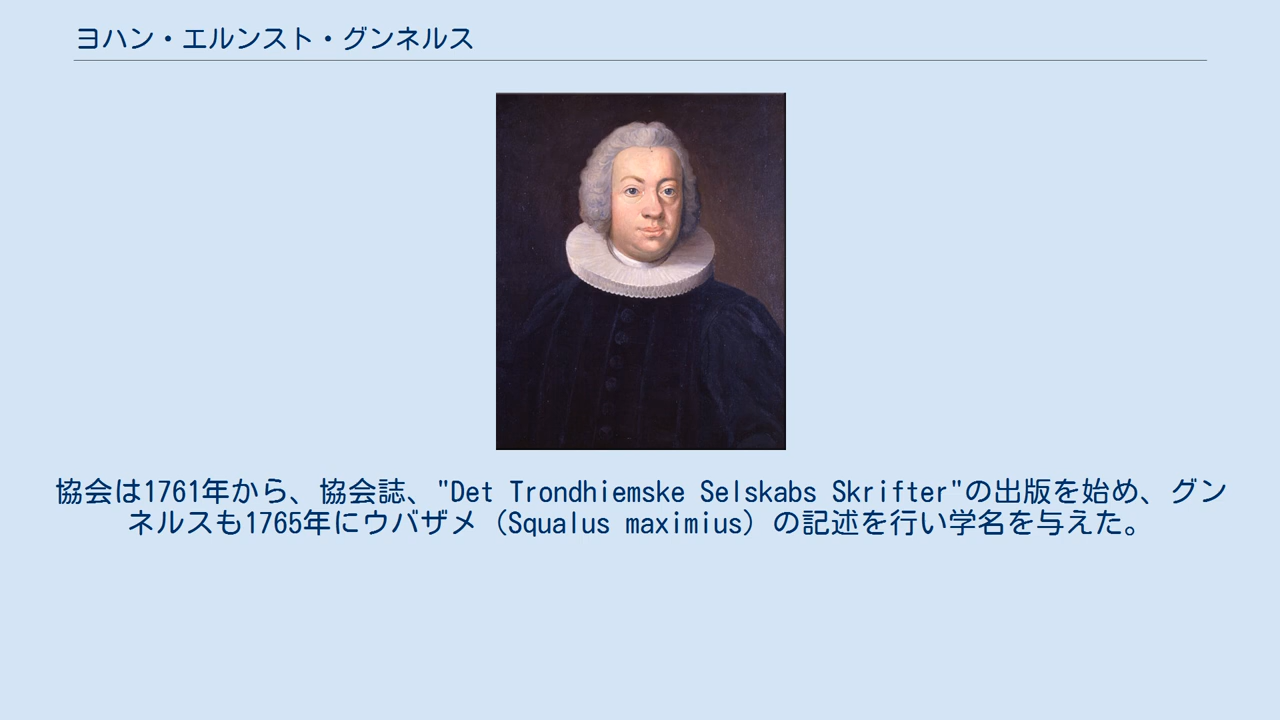 ヨハン・エルンスト・グンネルス
協会は1761年から、協会誌、"Det Trondhiemske Selskabs Skrifter"の出版を始め、グン
ネルスも1765年にウバザメ（Squalus maximius）の記述を行い学名を与えた。